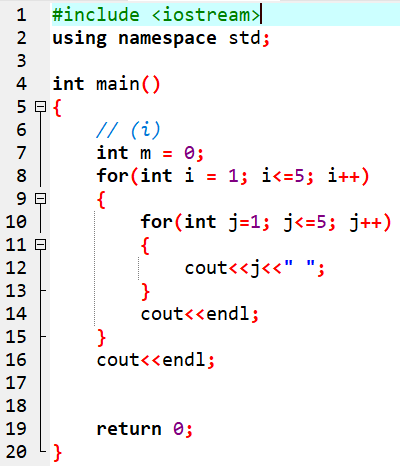 1 #include <iostream>
2 using namespace std;
3
4 int main()
5 {
6     // (i)
7     int m = 0;
8     for(int i = 1; i<=5; i++)
9     {
10         for(int j=1; j<=5; j++)
11         {
12             cout<<j<<" ";
13         }
14         cout<<endl;
15     }
16     cout<<endl;
17
18
19     return 0;
20 }